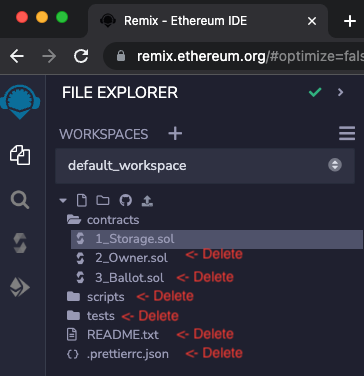 Remix - Ethereum IDE
remix.ethereum.org/#optimize=fals
FILE EXPLORER
WORKSPACES
default_workspace
contracts
1_Storage.sol
2_Owner.sol <- Delete
3_Ballot.sol <- Delete
scripts <- Delete
tests <- Delete
README.txt <- Delete
.prettierrc.json <- Delete